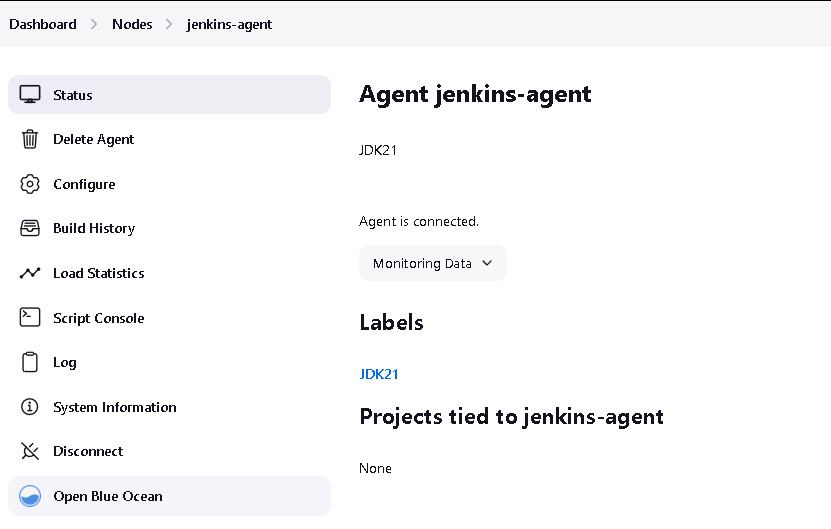 Dashboard > Nodes > jenkins-agent
Status
Delete Agent
Configure
Build History
Load Statistics
Script Console
Log
System Information
Disconnect
Open Blue Ocean
Agent jenkins-agent
JDK21
Agent is connected.
Monitoring Data
Labels
JDK21
Projects tied to jenkins-agent
None